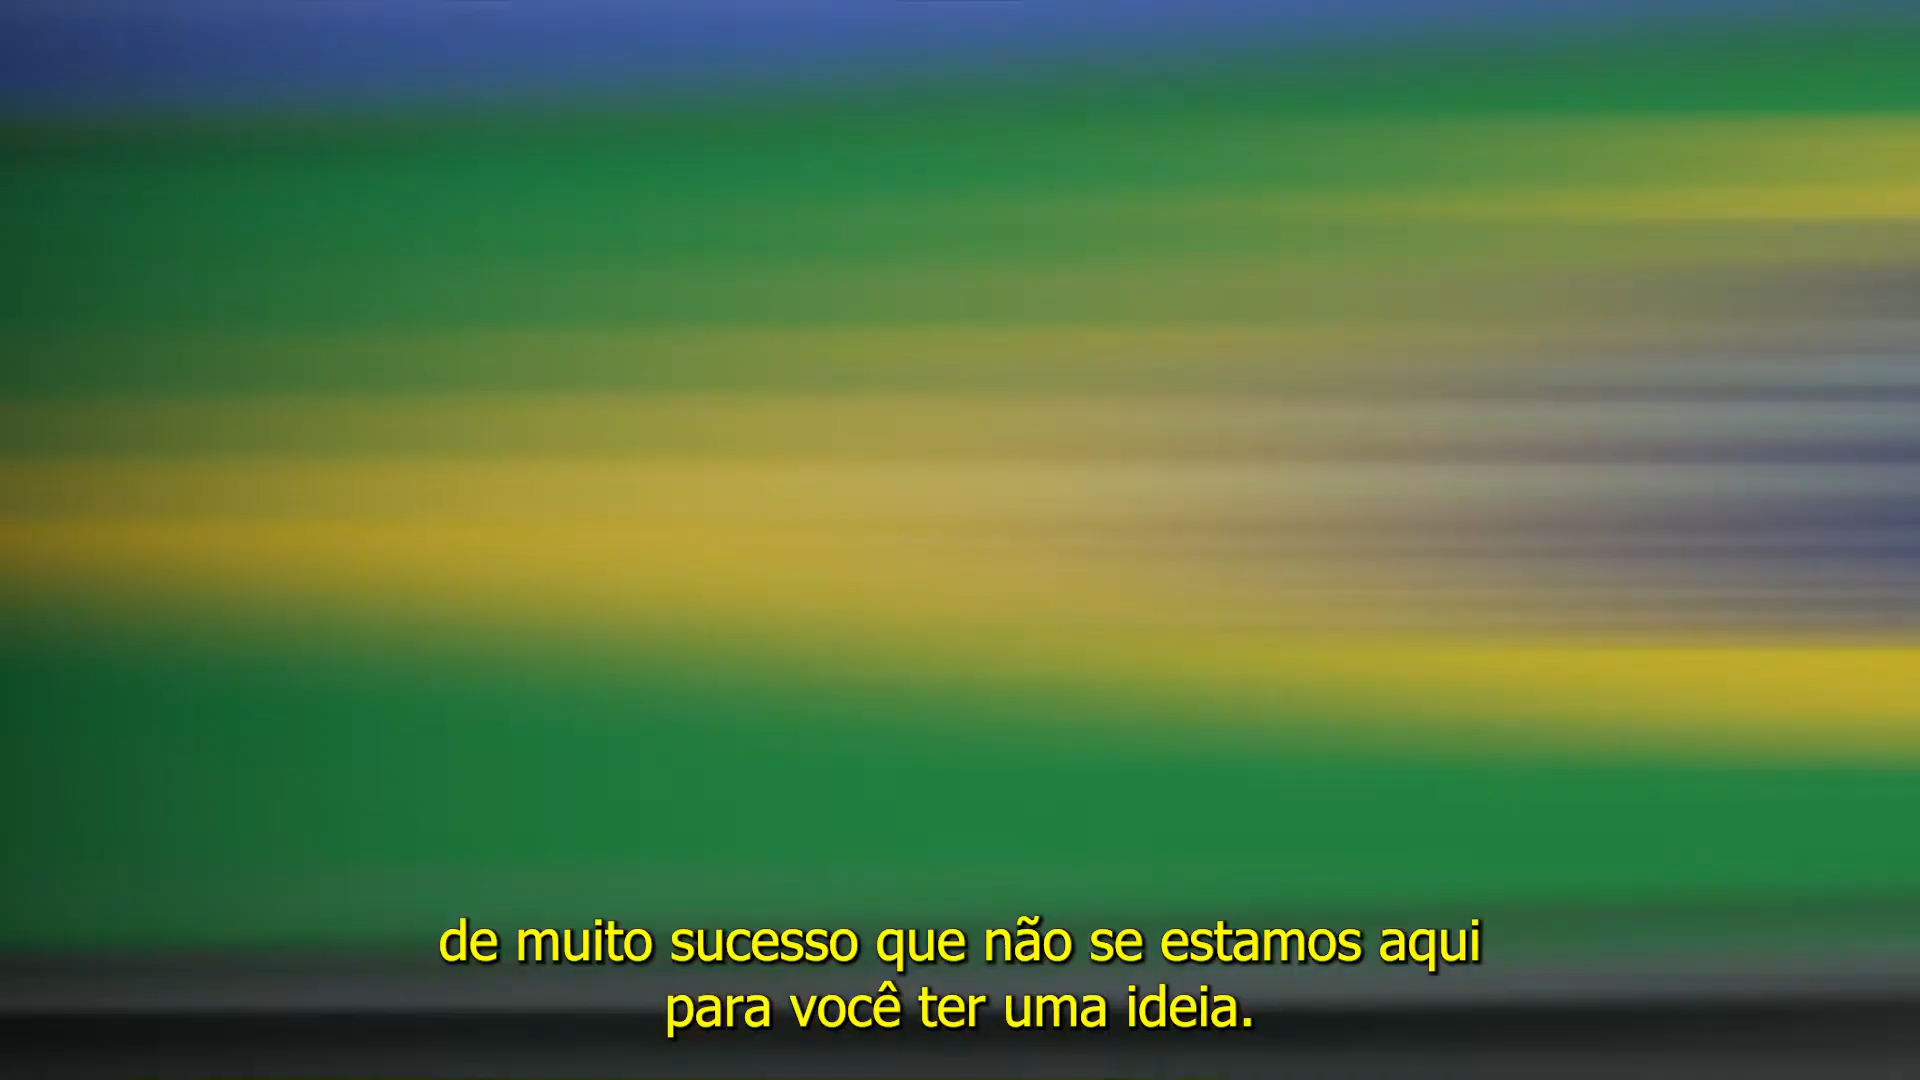 de muito sucesso que não se estamos aqui
para você ter uma ideia.